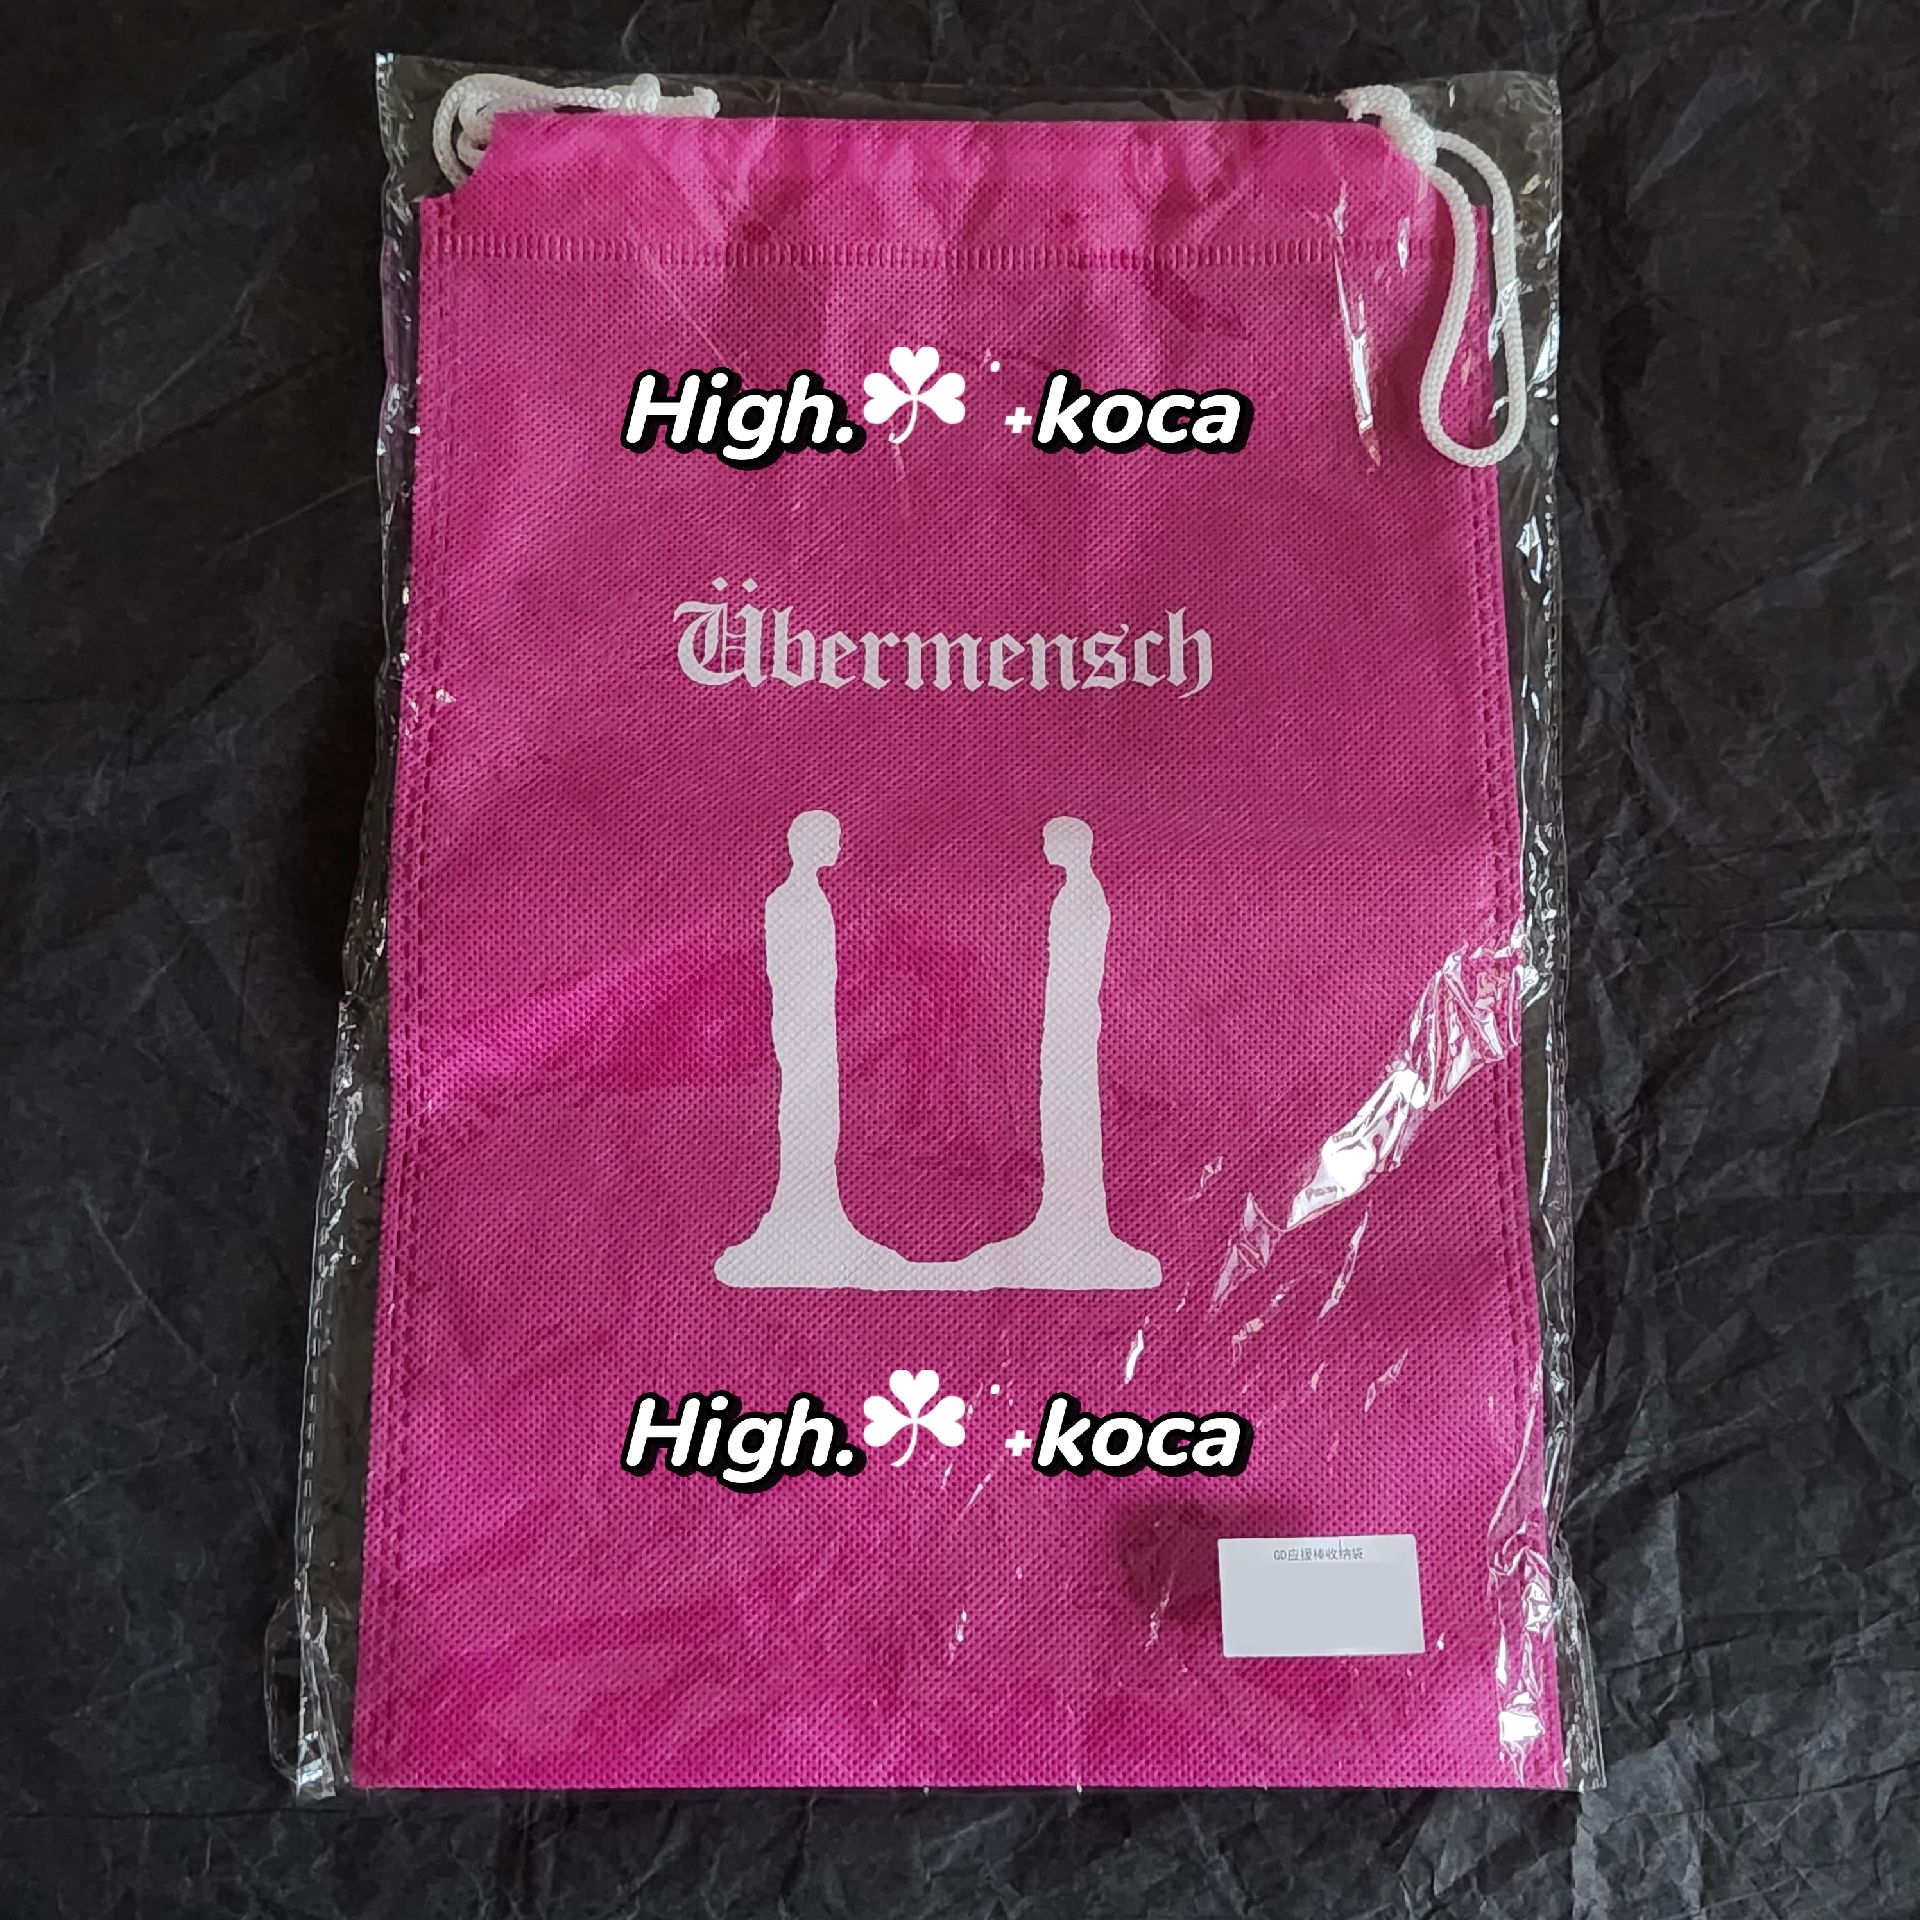 High.☘ ̇ ₊koca
Übermensch
High.☘ ̇ ₊koca
GD应援棒收纳袋